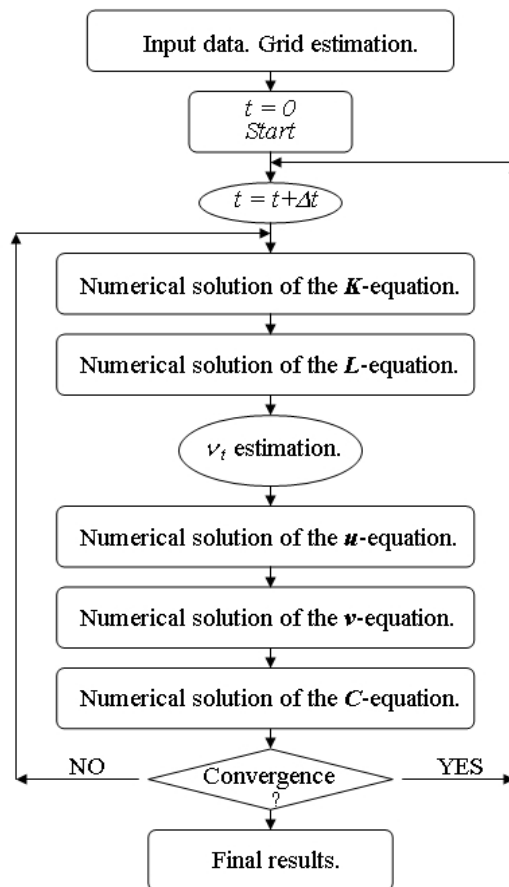 Input data. Grid estimation.
t = 0
Start
t = t+Δt
Numerical solution of the K-equation.
Numerical solution of the L-equation.
νt estimation.
Numerical solution of the u-equation.
Numerical solution of the v-equation.
Numerical solution of the C-equation.
NO
Convergence
YES
?
Final results.